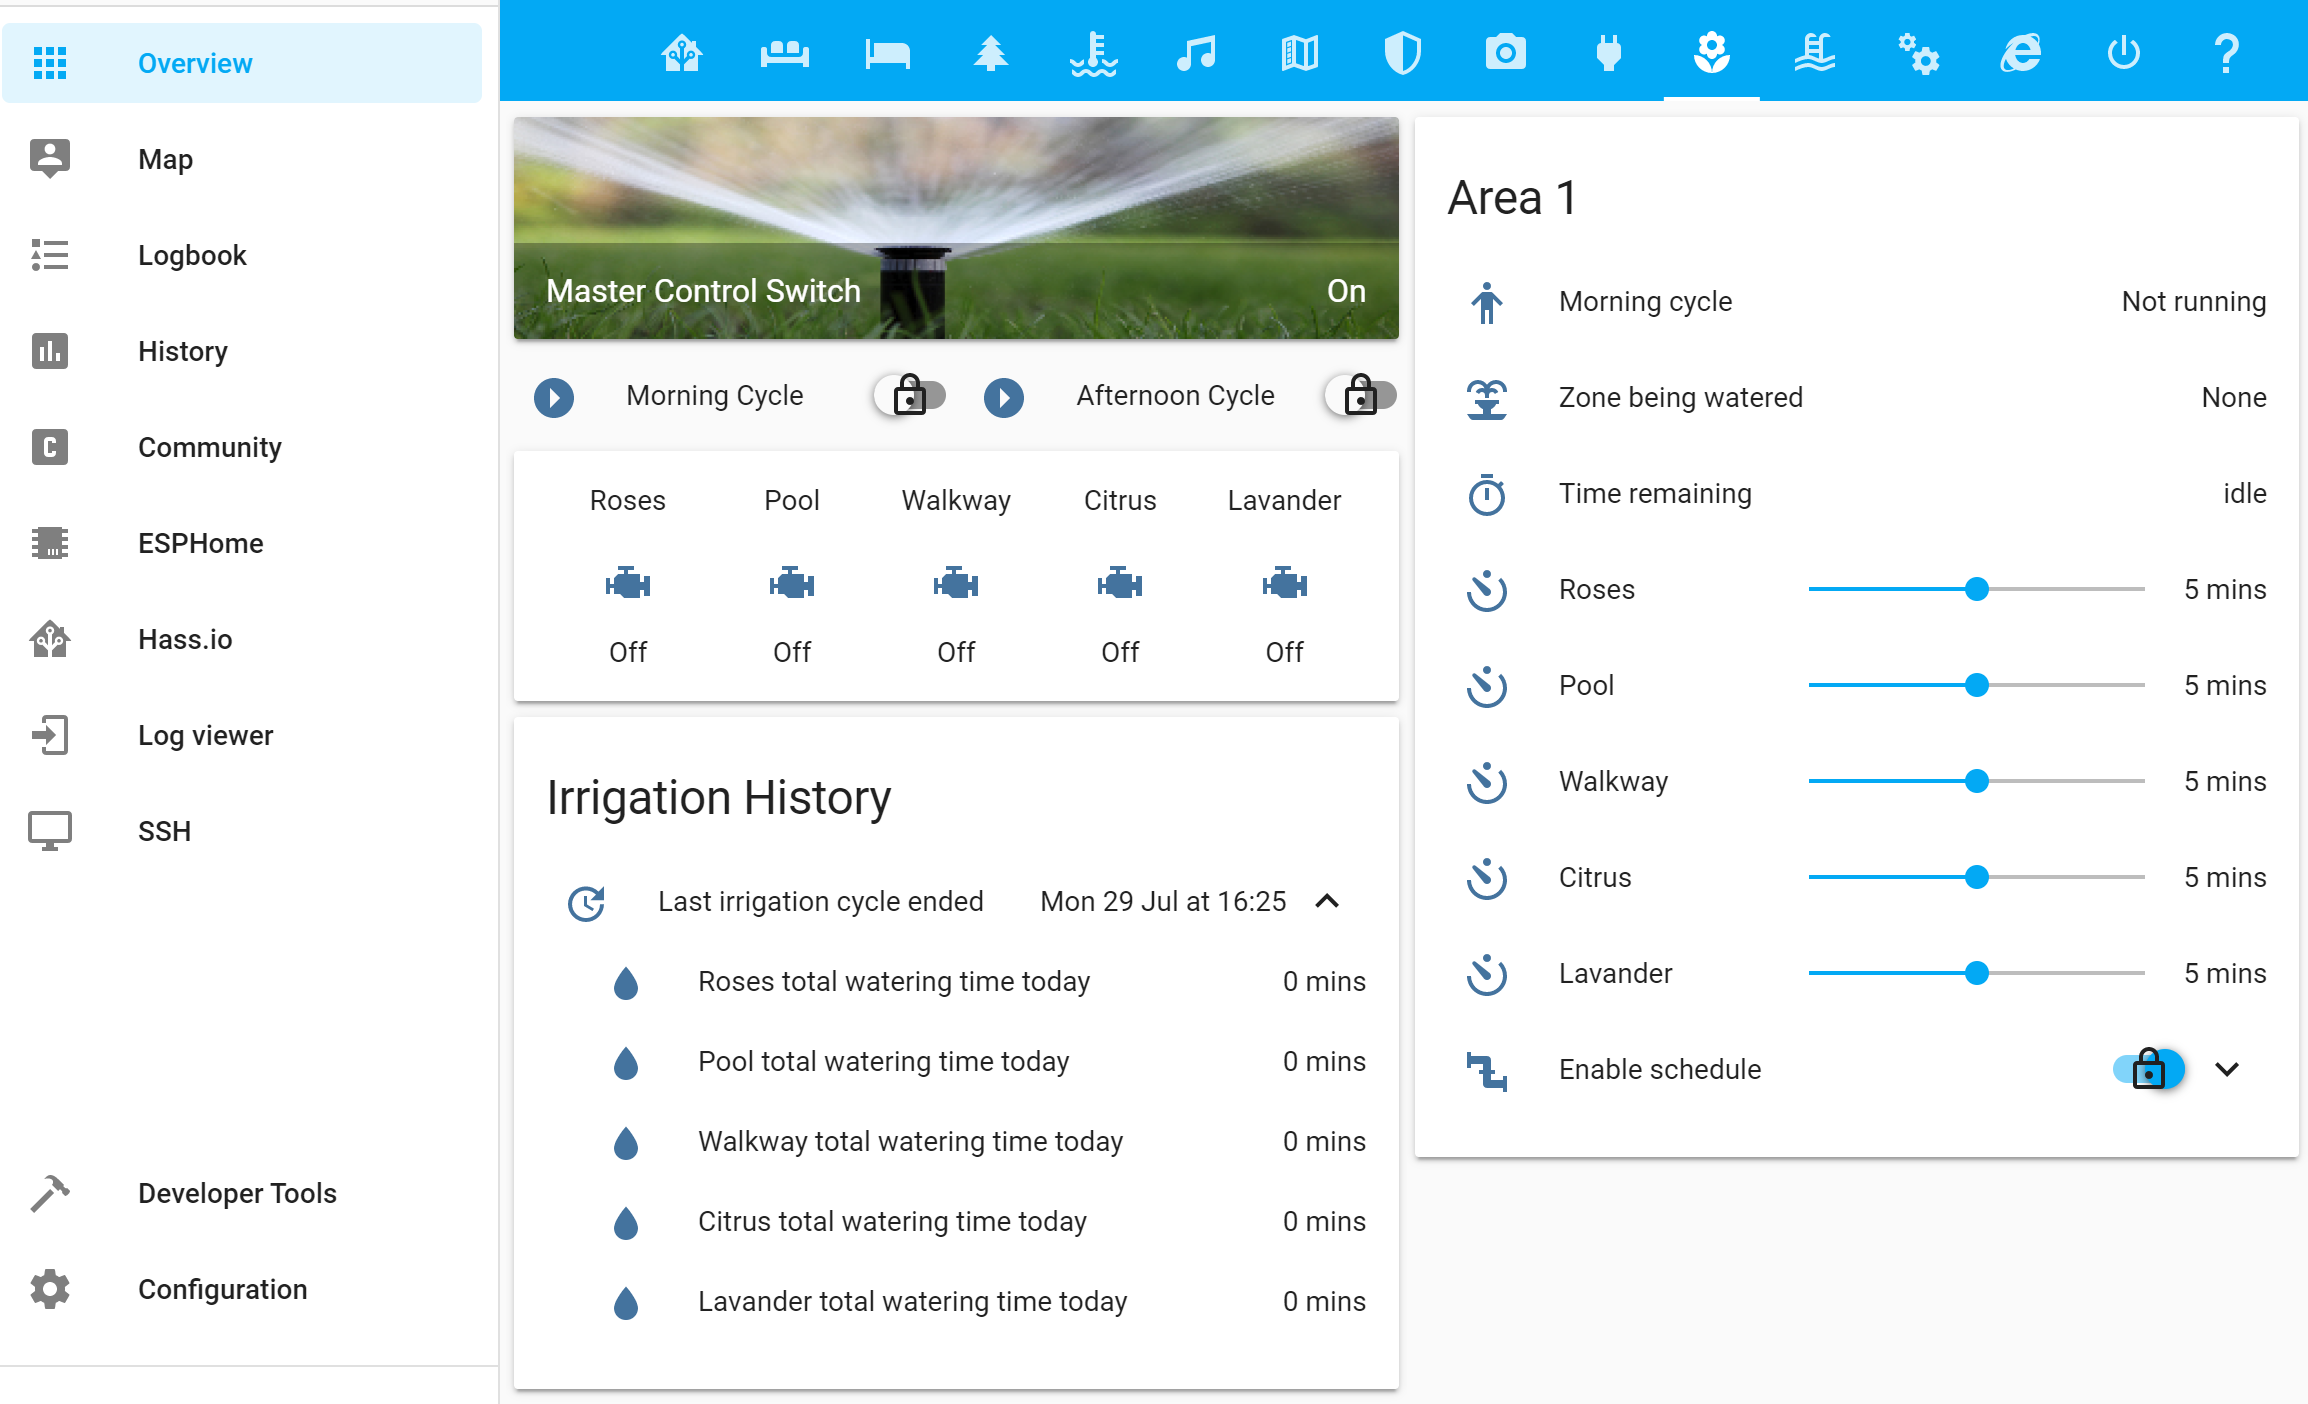 Overview
Map
Logbook
History
Community
ESPHome
Hass.io
Log viewer
SSH
Developer Tools
Configuration
Master Control Switch On
Morning Cycle Afternoon Cycle
Roses Pool Walkway Citrus Lavander
Off Off Off Off Off
Irrigation History
Last irrigation cycle ended Mon 29 Jul at 16:25
Roses total watering time today 0 mins
Pool total watering time today 0 mins
Walkway total watering time today 0 mins
Citrus total watering time today 0 mins
Lavander total watering time today 0 mins
Area 1
Morning cycle Not running
Zone being watered None
Time remaining idle
Roses 5 mins
Pool 5 mins
Walkway 5 mins
Citrus 5 mins
Lavander 5 mins
Enable schedule